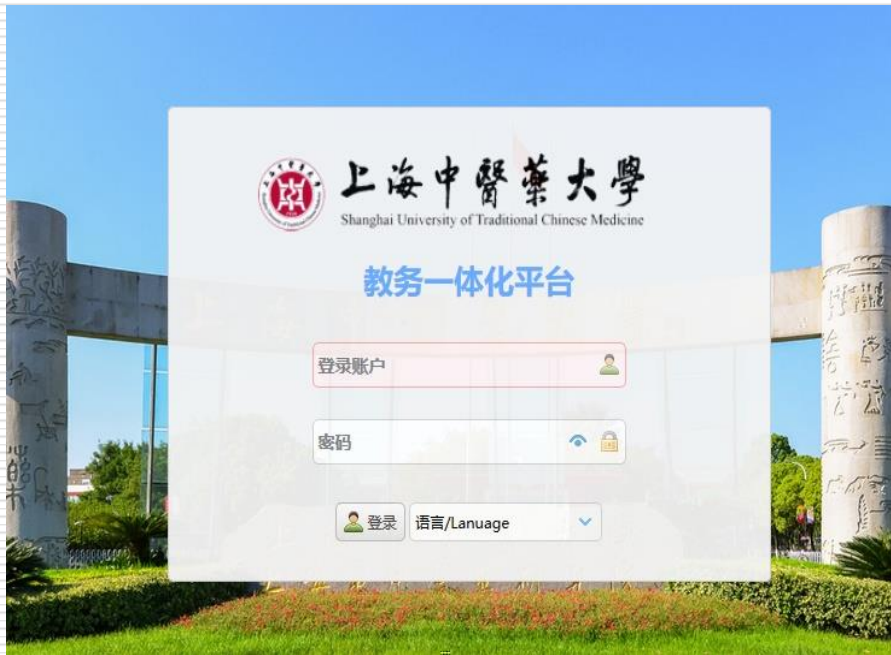 上海中醫藥大學
Shanghai University of Traditional Chinese Medicine
教务一体化平台
登录账户
密码
登录 语言/Lanuage